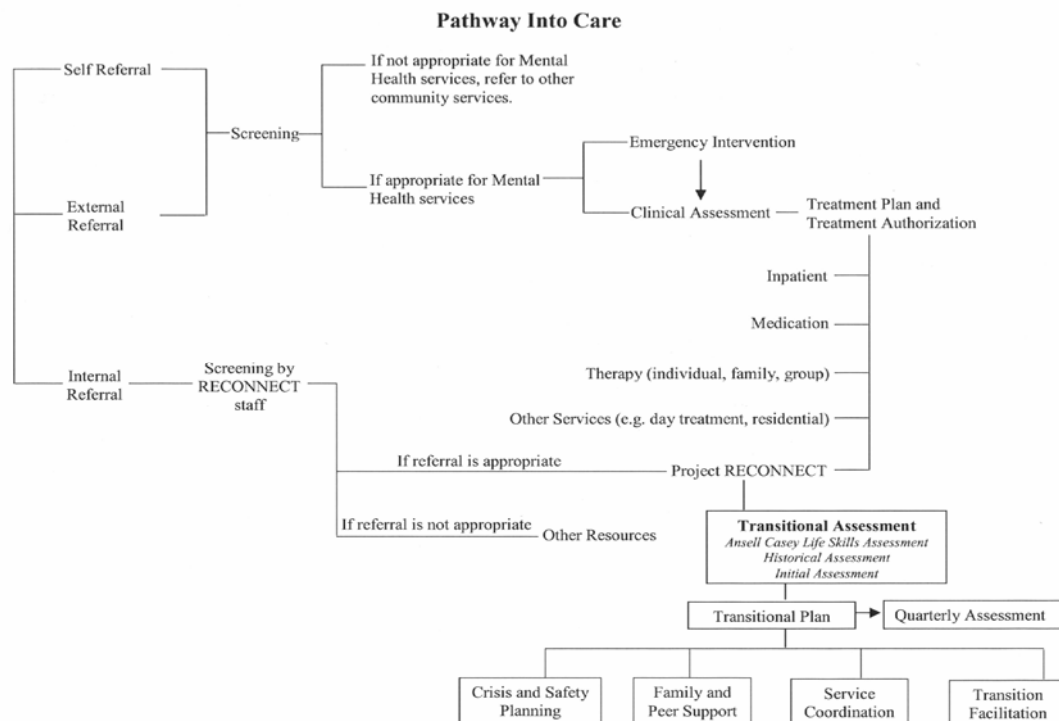 Pathway Into Care
Self Referral
If not appropriate for Mental
Health services, refer to other
community services.
Screening
Emergency Intervention
If appropriate for Mental
Health services
External
Referral
Clinical Assessment
Treatment Plan and
Treatment Authorization
Inpatient
Medication
Internal
Referral
Screening by
RECONNECT
staff
Therapy (individual, family, group)
Other Services (e.g. day treatment, residential)
If referral is appropriate
Project RECONNECT
If referral is not appropriate
Other Resources
Transitional Assessment
Ansell Casey Life Skills Assessment
Historical Assessment
Initial Assessment
Transitional Plan
Quarterly Assessment
Crisis and Safety
Planning
Family and
Peer Support
Service
Coordination
Transition
Facilitation